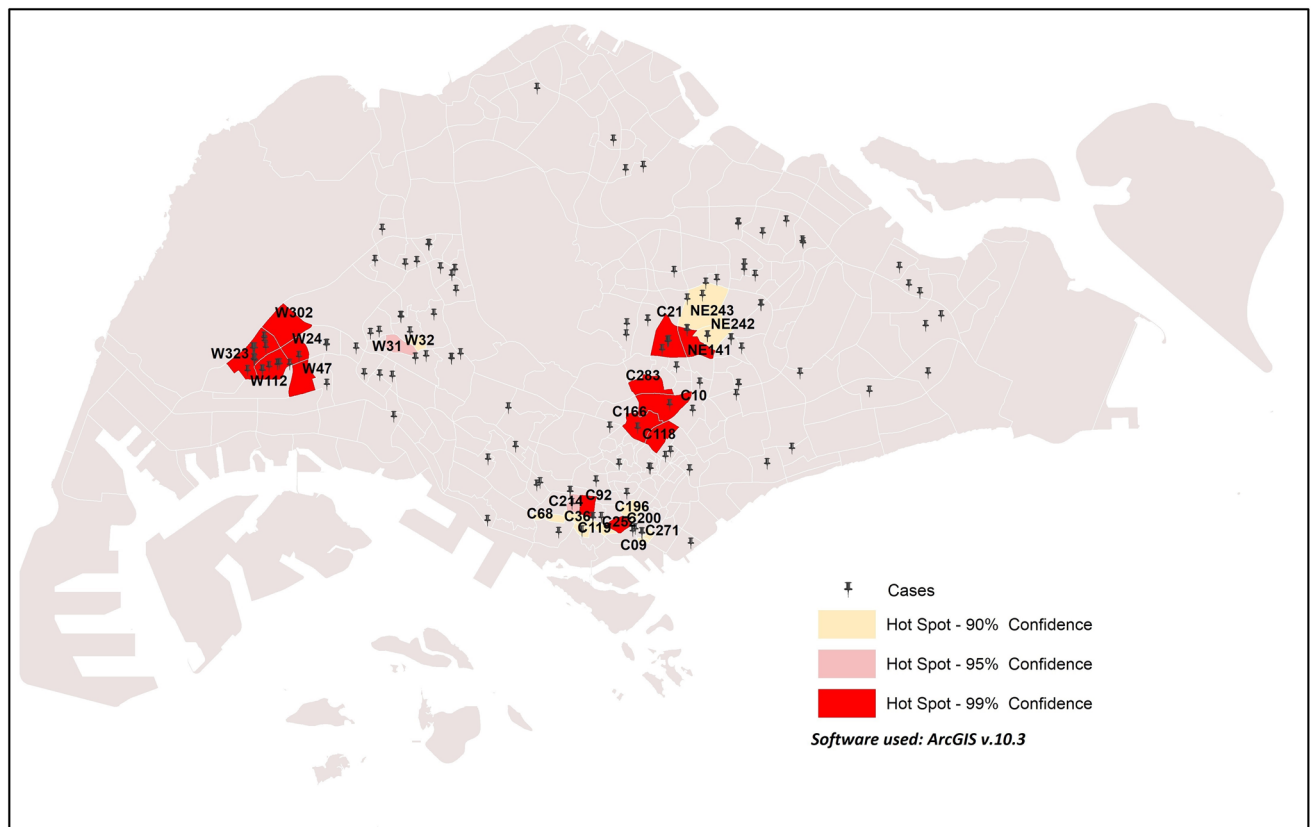 W302
C21
NE243
NE242
W24
W31
W32
W323
NE141
W47
W112
C283
C10
C166
C118
C92
C214
C196
C68
C36
C200
C119
C271
C09
Cases
Hot Spot - 90% Confidence
Hot Spot - 95% Confidence
Hot Spot - 99% Confidence
Software used: ArcGIS v.10.3